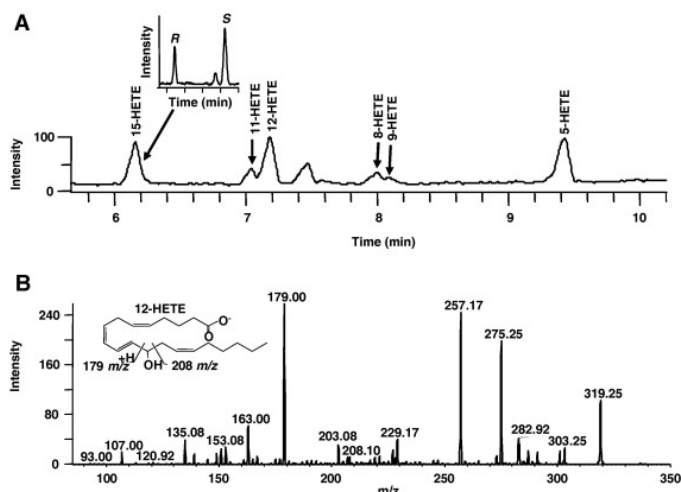 A
Intensity
R
S
Time (min)
15-HETE
11-HETE
12-HETE
8-HETE
9-HETE
5-HETE
Intensity
100
50
0
6
7
8
9
10
Time (min)
B
Intensity
240
160
80
0
12-HETE
O-
O
+H
OH
179 m/z
208 m/z
93.00
107.00
120.92
135.08
153.08
163.00
179.00
203.08
208.10
229.17
257.17
275.25
282.92
303.25
319.25
100
150
200
250
300
350
m/z